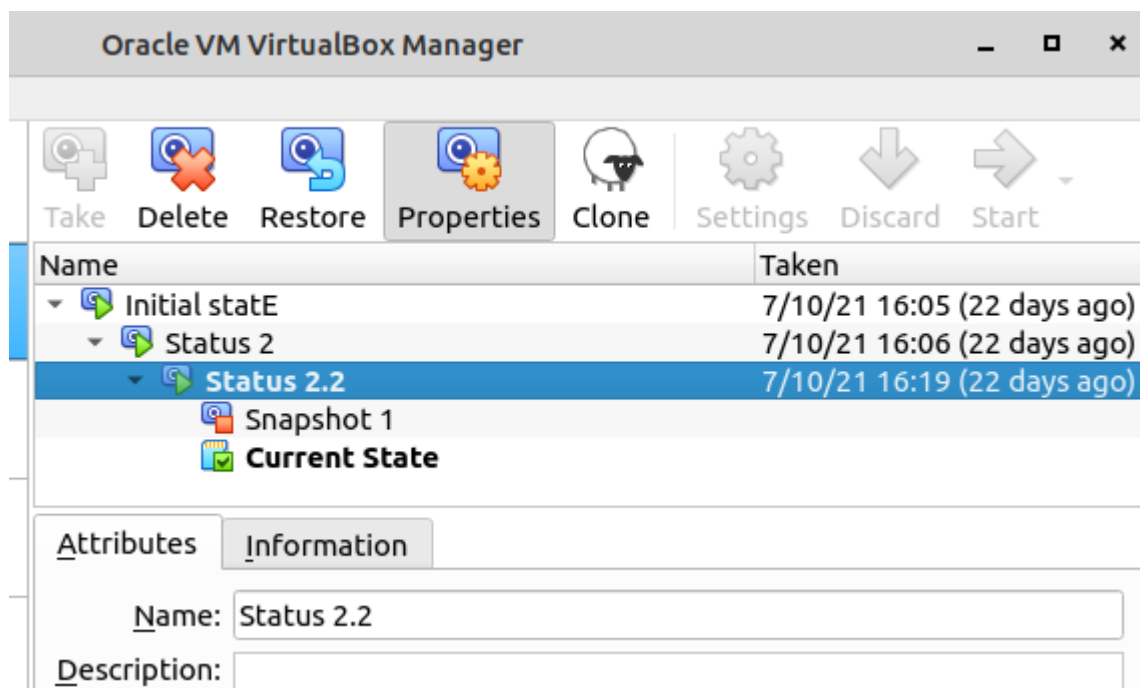 Oracle VM VirtualBox Manager
Take Delete Restore Properties Clone Settings Discard Start
Name Taken
Initial statE 7/10/21 16:05 (22 days ago)
Status 2 7/10/21 16:06 (22 days ago)
Status 2.2 7/10/21 16:19 (22 days ago)
Snapshot 1
Current State
Attributes Information
Name: Status 2.2
Description: